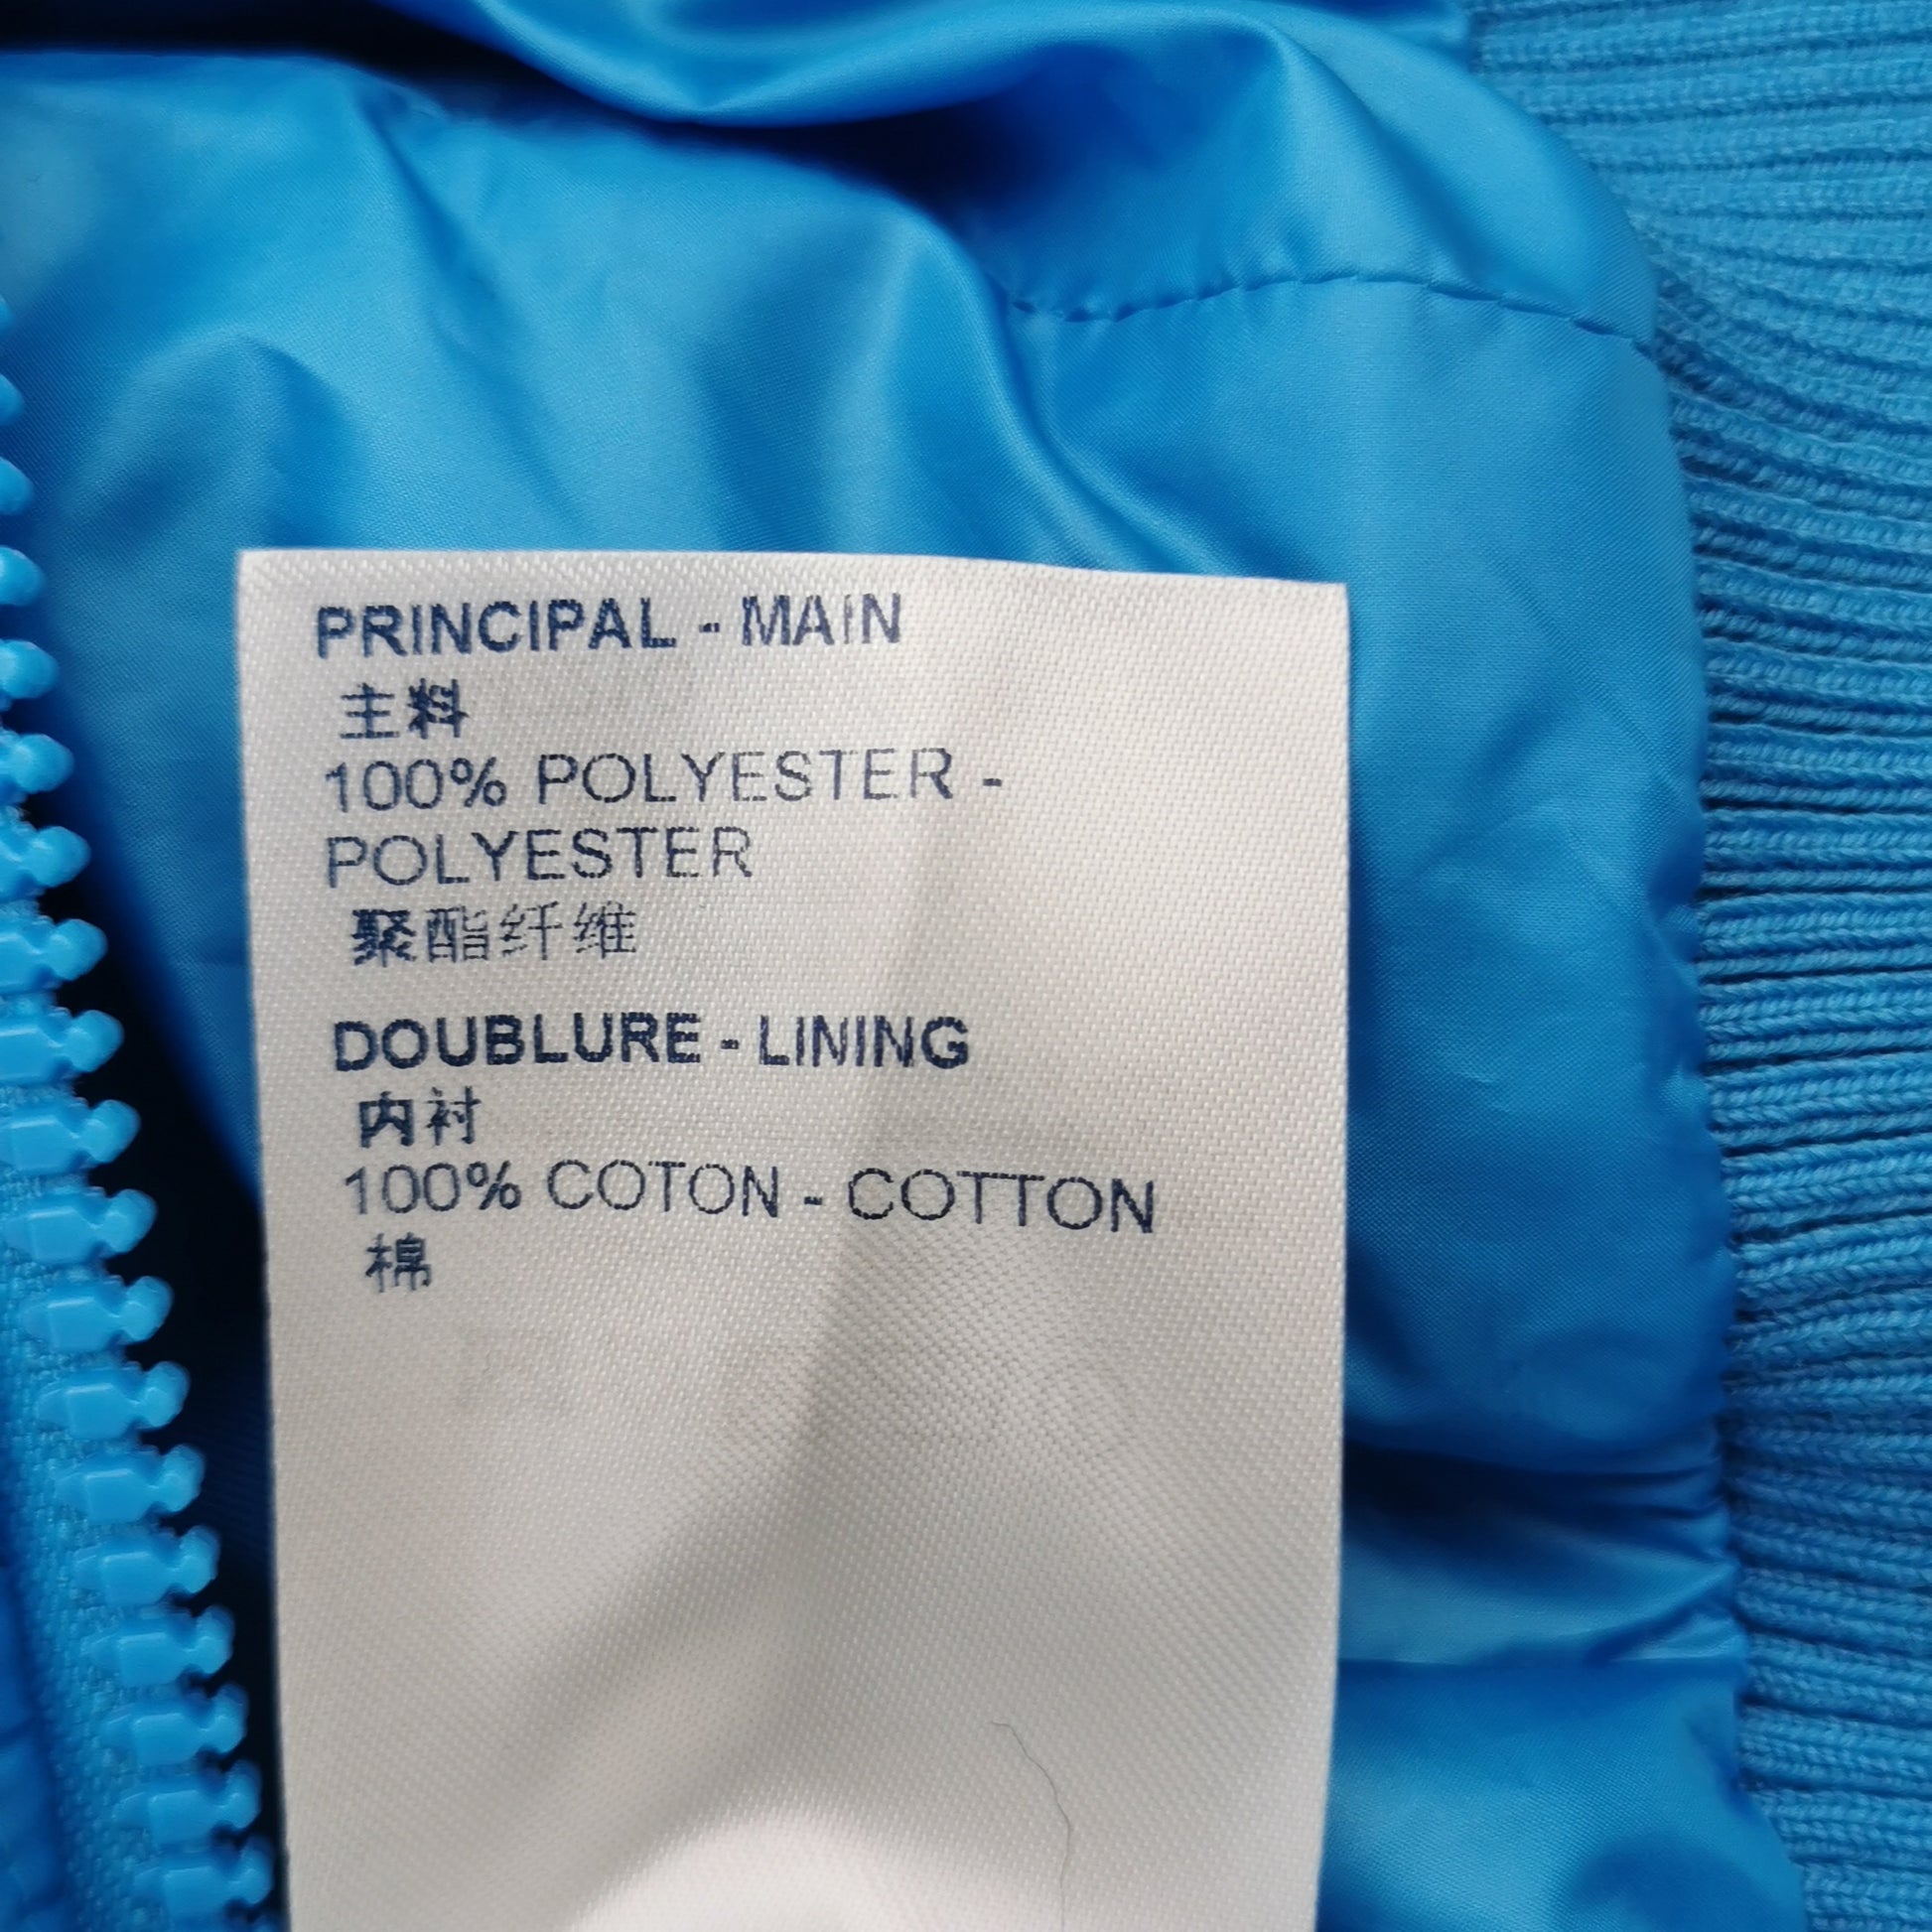 PRINCIPAL - MAIN
主料
100% POLYESTER -
POLYESTER
聚酯纤维
DOUBLURE - LINING
内衬
100% COTON - COTTON
棉